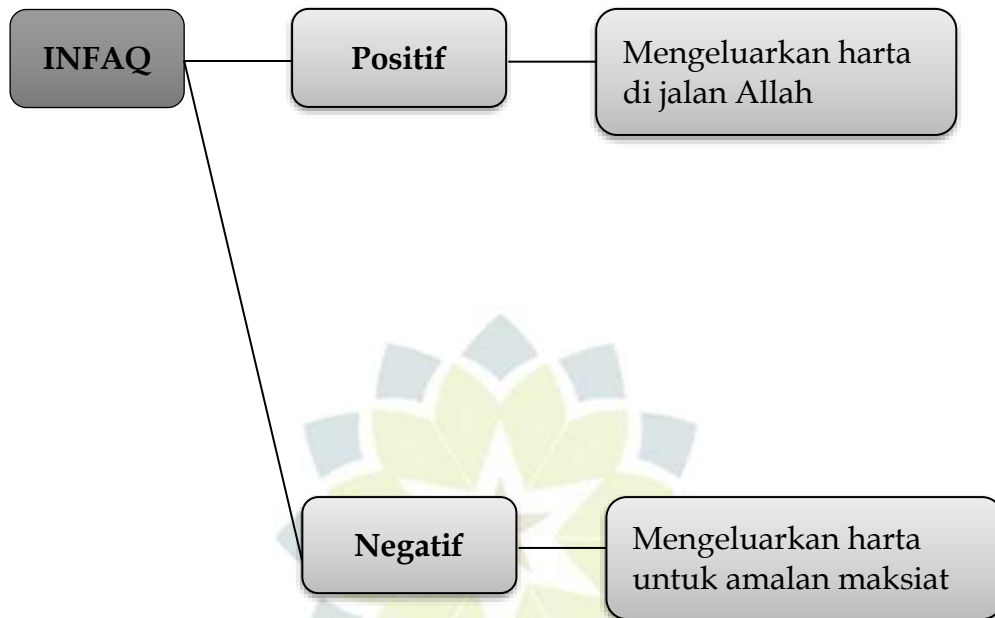 INFAQ
Positif
Mengeluarkan harta
di jalan Allah
Negatif
Mengeluarkan harta
untuk amalan maksiat